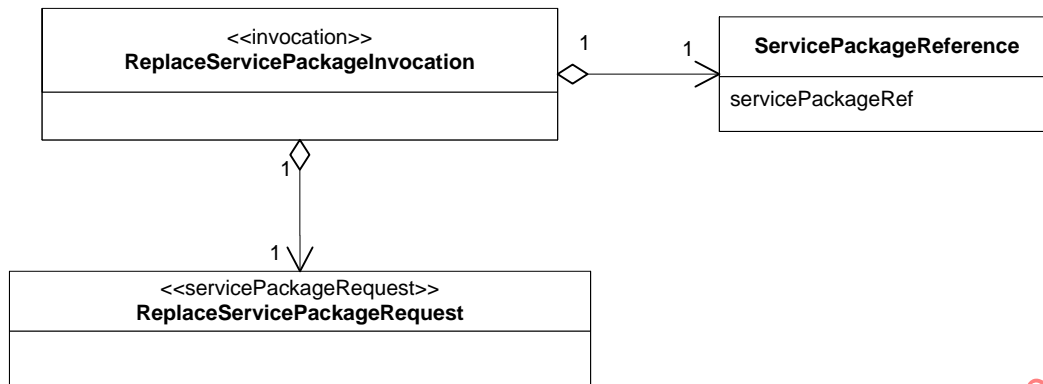 <<invocation>>
ReplaceServicePackageInvocation
1
1
ServicePackageReference
servicePackageRef
1
1
<<servicePackageRequest>>
ReplaceServicePackageRequest